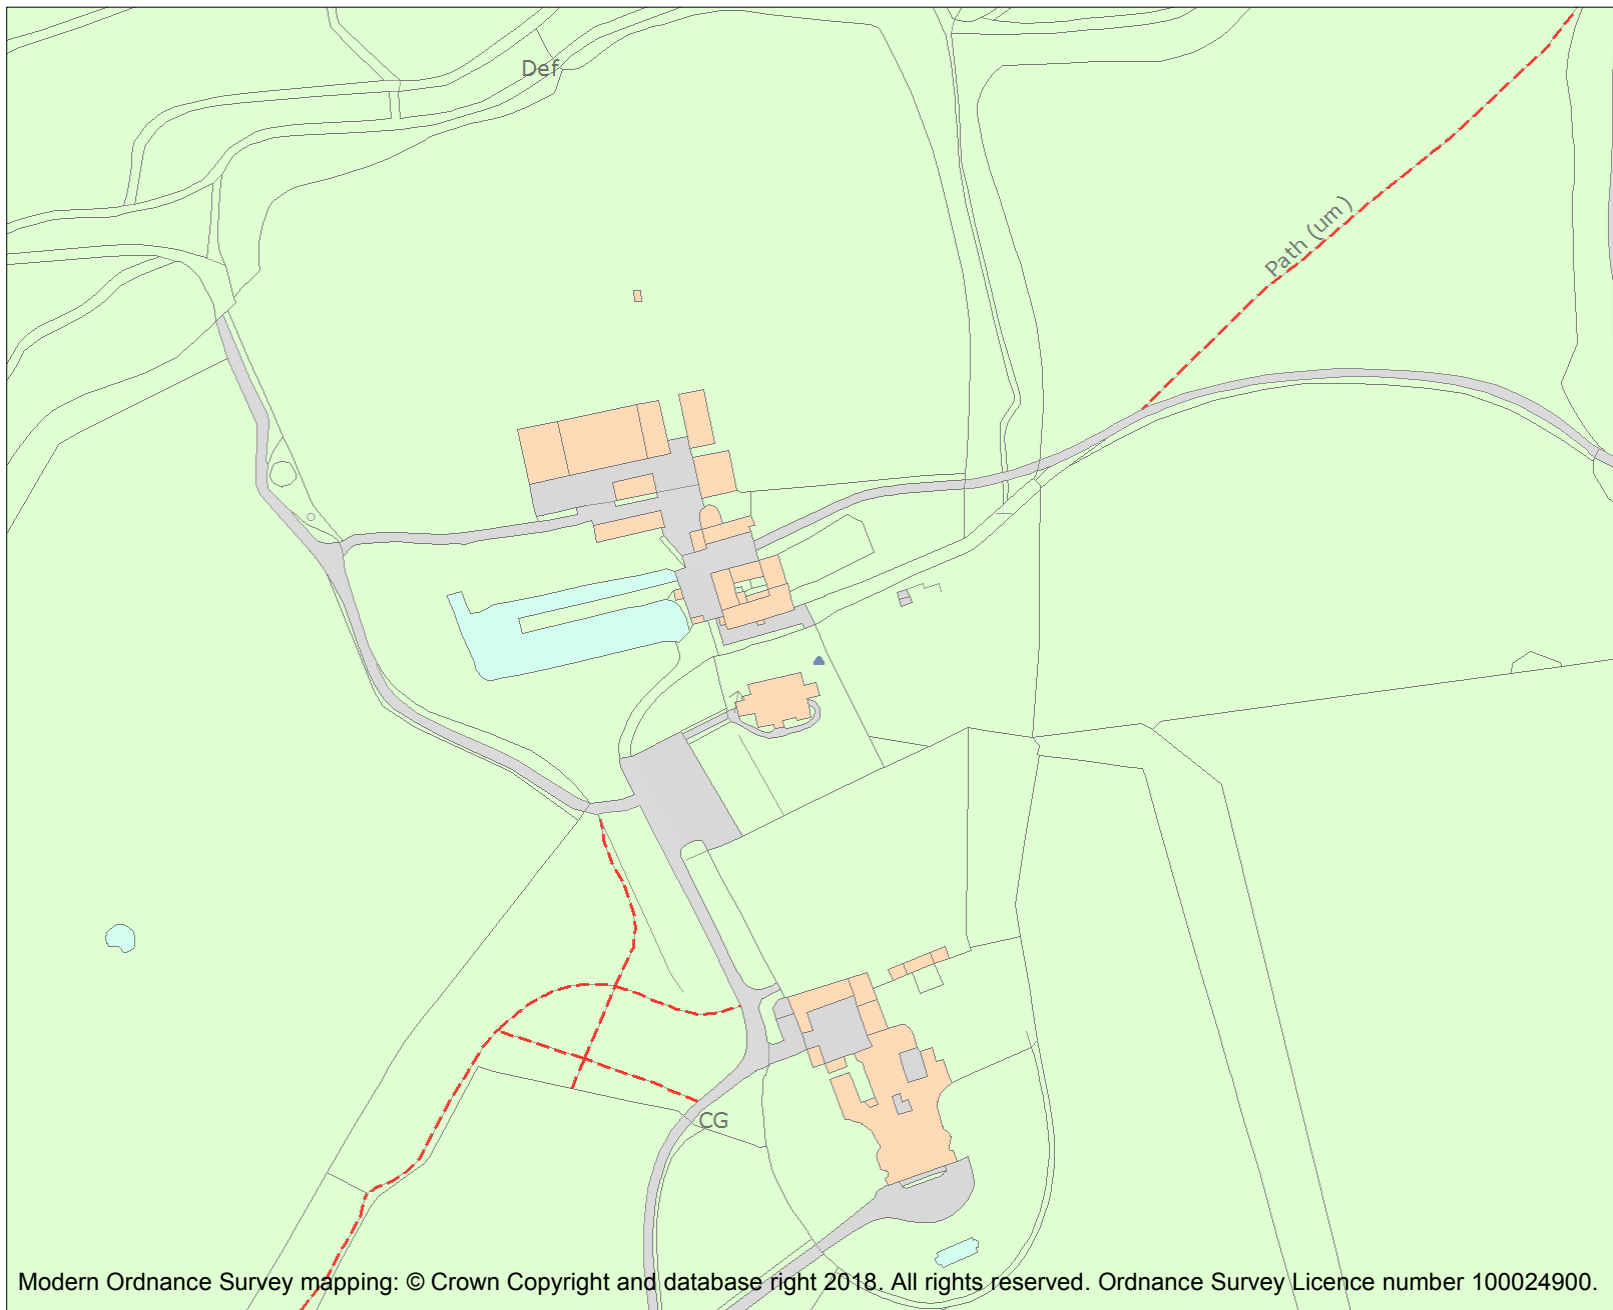 Def
Path (um)
CG
Modern Ordnance Survey mapping: © Crown Copyright and database right 2018. All rights reserved. Ordnance Survey Licence number 100024900.